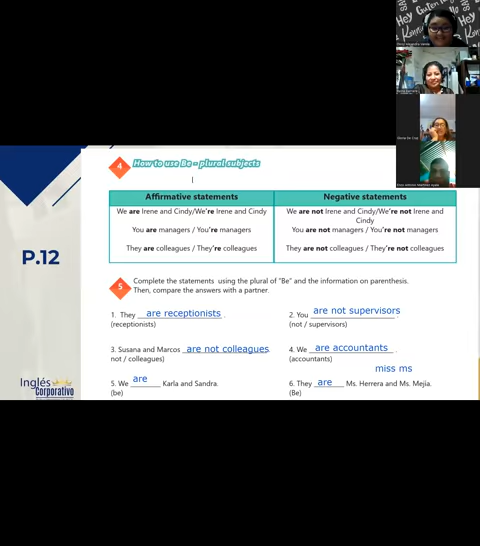 4 How to use Be – plural subjects
Affirmative statements
Negative statements
We are Irene and Cindy/We're Irene and Cindy
We are not Irene and Cindy/We're not Irene and
Cindy
You are managers / You're managers
You are not managers / You're not managers
They are colleagues / They're colleagues
They are not colleagues / They're not colleagues
P.12
5 Complete the statements using the plural of "Be" and the information on parenthesis.
Then, compare the answers with a partner.
1. They are receptionists.
(receptionists)
2. You are not supervisors.
(not / supervisors)
3. Susana and Marcos are not colleagues.
not / colleagues)
4. We are accountants.
(accountants)
miss ms
5. We are Karla and Sandra.
(be)
6. They are Ms. Herrera and Ms. Mejía.
(Be)
Inglés
Corporativo